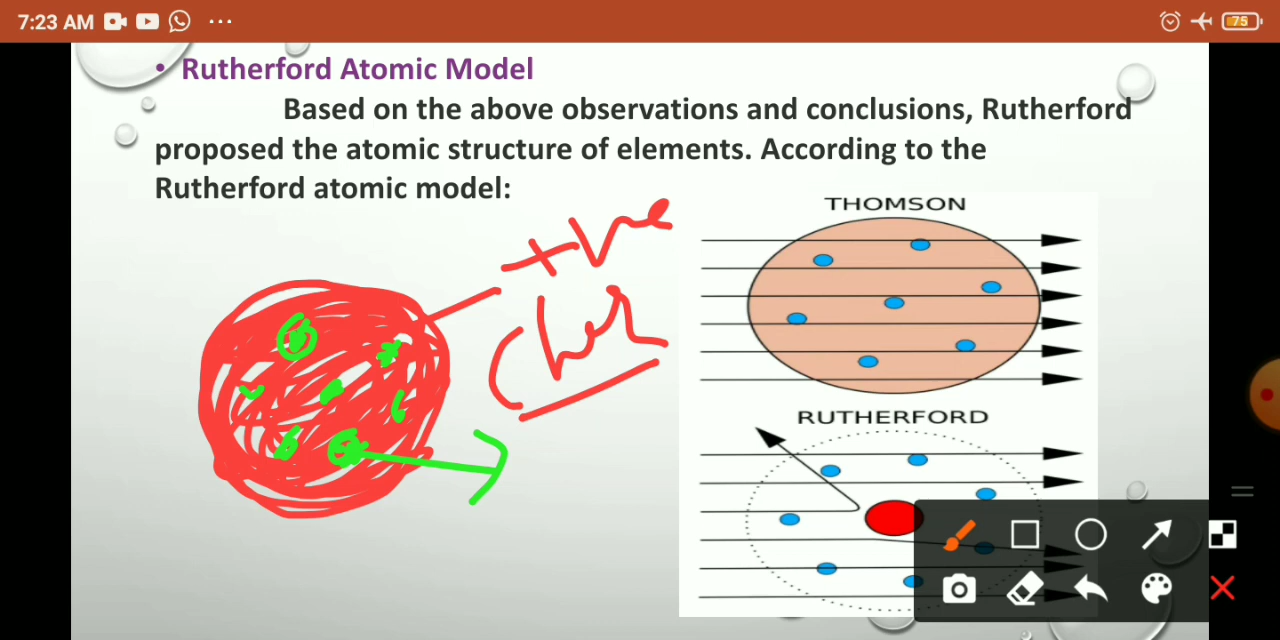 7:23 AM
75
• Rutherford Atomic Model
Based on the above observations and conclusions, Rutherford
proposed the atomic structure of elements. According to the
Rutherford atomic model:
+ve
THOMSON
RUTHERFORD